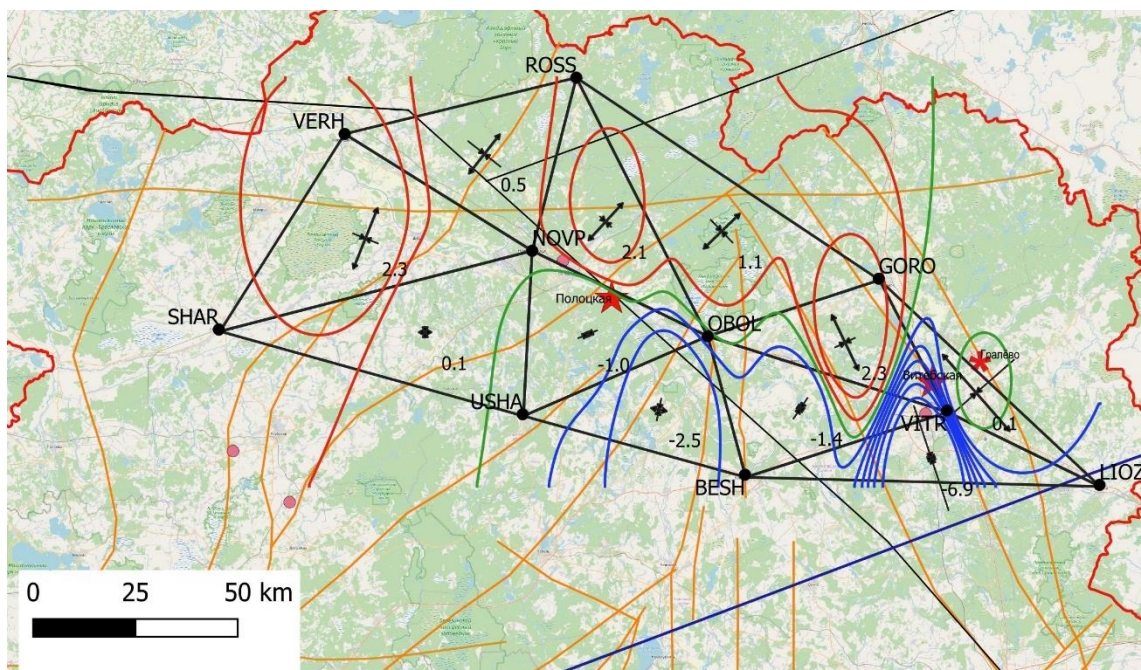 ROSS
VERH
0.5
NOVP
2.1
2.3
1.1
GORO
Полоцкая
SHAR
OBOL
Гралево
0.1
-1.0
2.3
Витебская
USHA
VITR
0.1
-2.5
-1.4
BESH
LIOZ
-6.9
0 25 50 km